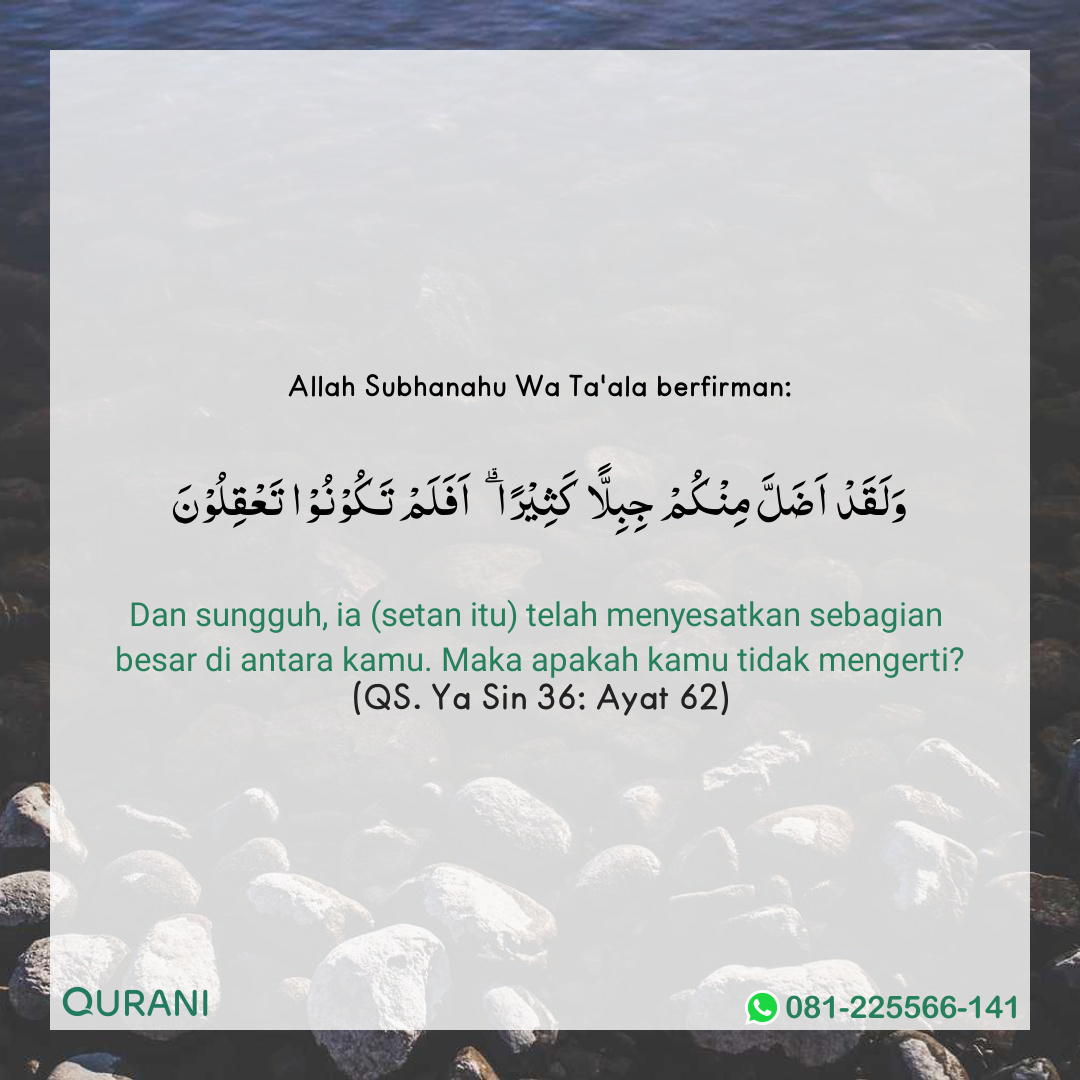 Allah Subhanahu Wa Ta'ala berfirman:
وَلَقَدْ اَضَلَّ مِنْكُمْ جِبِلًّا كَثِيْرًاۗ اَفَلَمْ تَكُوْنُوْا تَعْقِلُوْنَ
Dan sungguh, ia (setan itu) telah menyesatkan sebagian
besar di antara kamu. Maka apakah kamu tidak mengerti?
(QS. Ya Sin 36: Ayat 62)
QURANI
081-225566-141